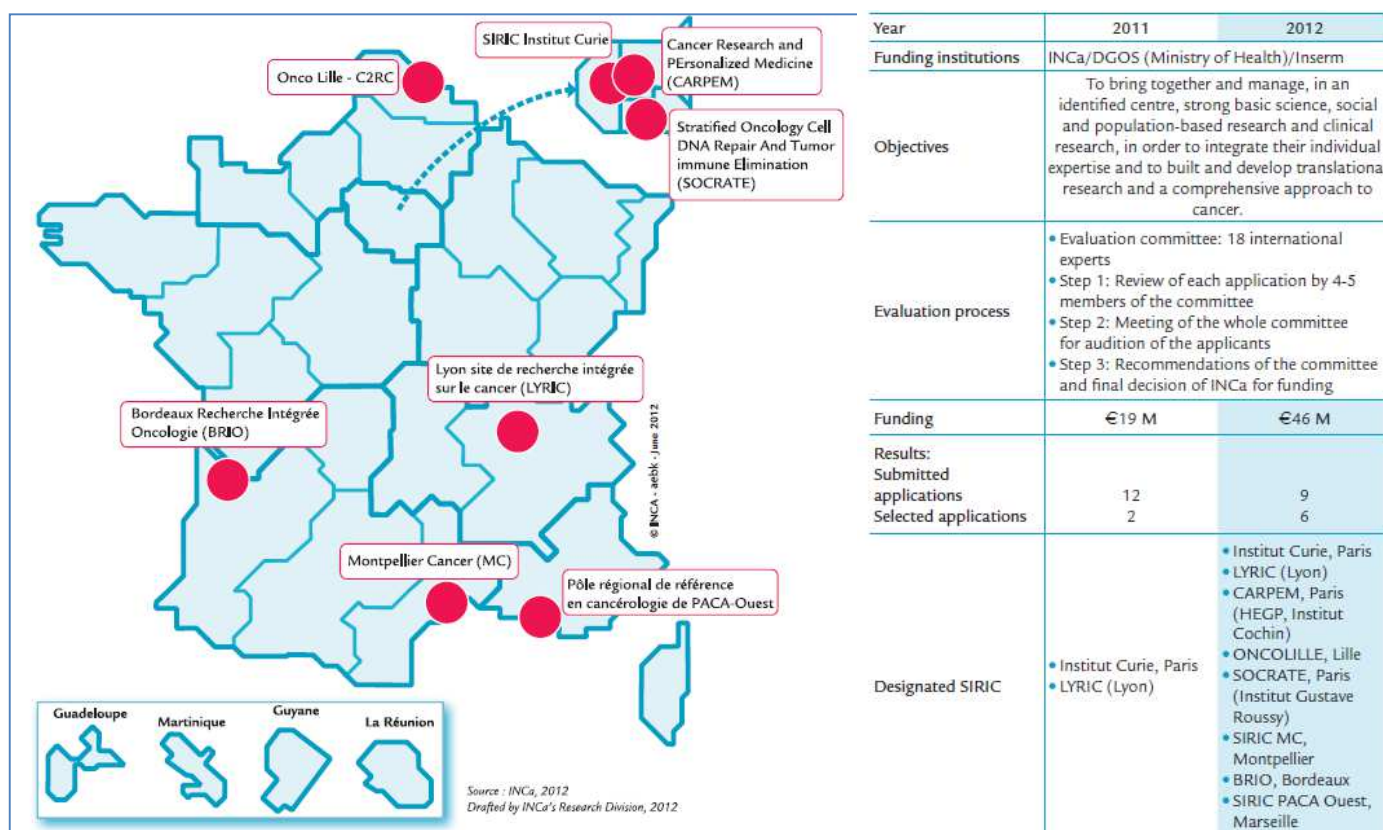 SIRIC Institut Curie
Cancer Research and
PErsonalized Medicine
(CARPEM)
Onco Lille - C2RC
Stratified Oncology Cell
DNA Repair And Tumor
immune Elimination
(SOCRATE)
Lyon site de recherche intégrée
sur le cancer (LYRIC)
Bordeaux Recherche Intégrée
Oncologie (BRIO)
© INCA - aebk - June 2012
Montpellier Cancer (MC)
Pôle régional de référence
en cancérologie de PACA-Ouest
Guadeloupe
Martinique
Guyane
La Réunion
Source : INCa, 2012
Drafted by INCa's Research Division, 2012
Year 2011 2012
Funding institutions INCa/DGOS (Ministry of Health)/Inserm
Objectives
To bring together and manage, in an
identified centre, strong basic science, social
and population-based research and clinical
research, in order to integrate their individual
expertise and to built and develop translationa
research and a comprehensive approach to
cancer.
Evaluation process
• Evaluation committee: 18 international
experts
• Step 1: Review of each application by 4-5
members of the committee
• Step 2: Meeting of the whole committee
for audition of the applicants
• Step 3: Recommendations of the committee
and final decision of INCa for funding
Funding €19 M €46 M
Results:
Submitted
applications 12 9
Selected applications 2 6
Designated SIRIC
• Institut Curie, Paris
• LYRIC (Lyon)
• Institut Curie, Paris
• LYRIC (Lyon)
• CARPEM, Paris
(HEGP, Institut
Cochin)
• ONCOLILLE, Lille
• SOCRATE, Paris
(Institut Gustave
Roussy)
• SIRIC MC,
Montpellier
• BRIO, Bordeaux
• SIRIC PACA Ouest,
Marseille